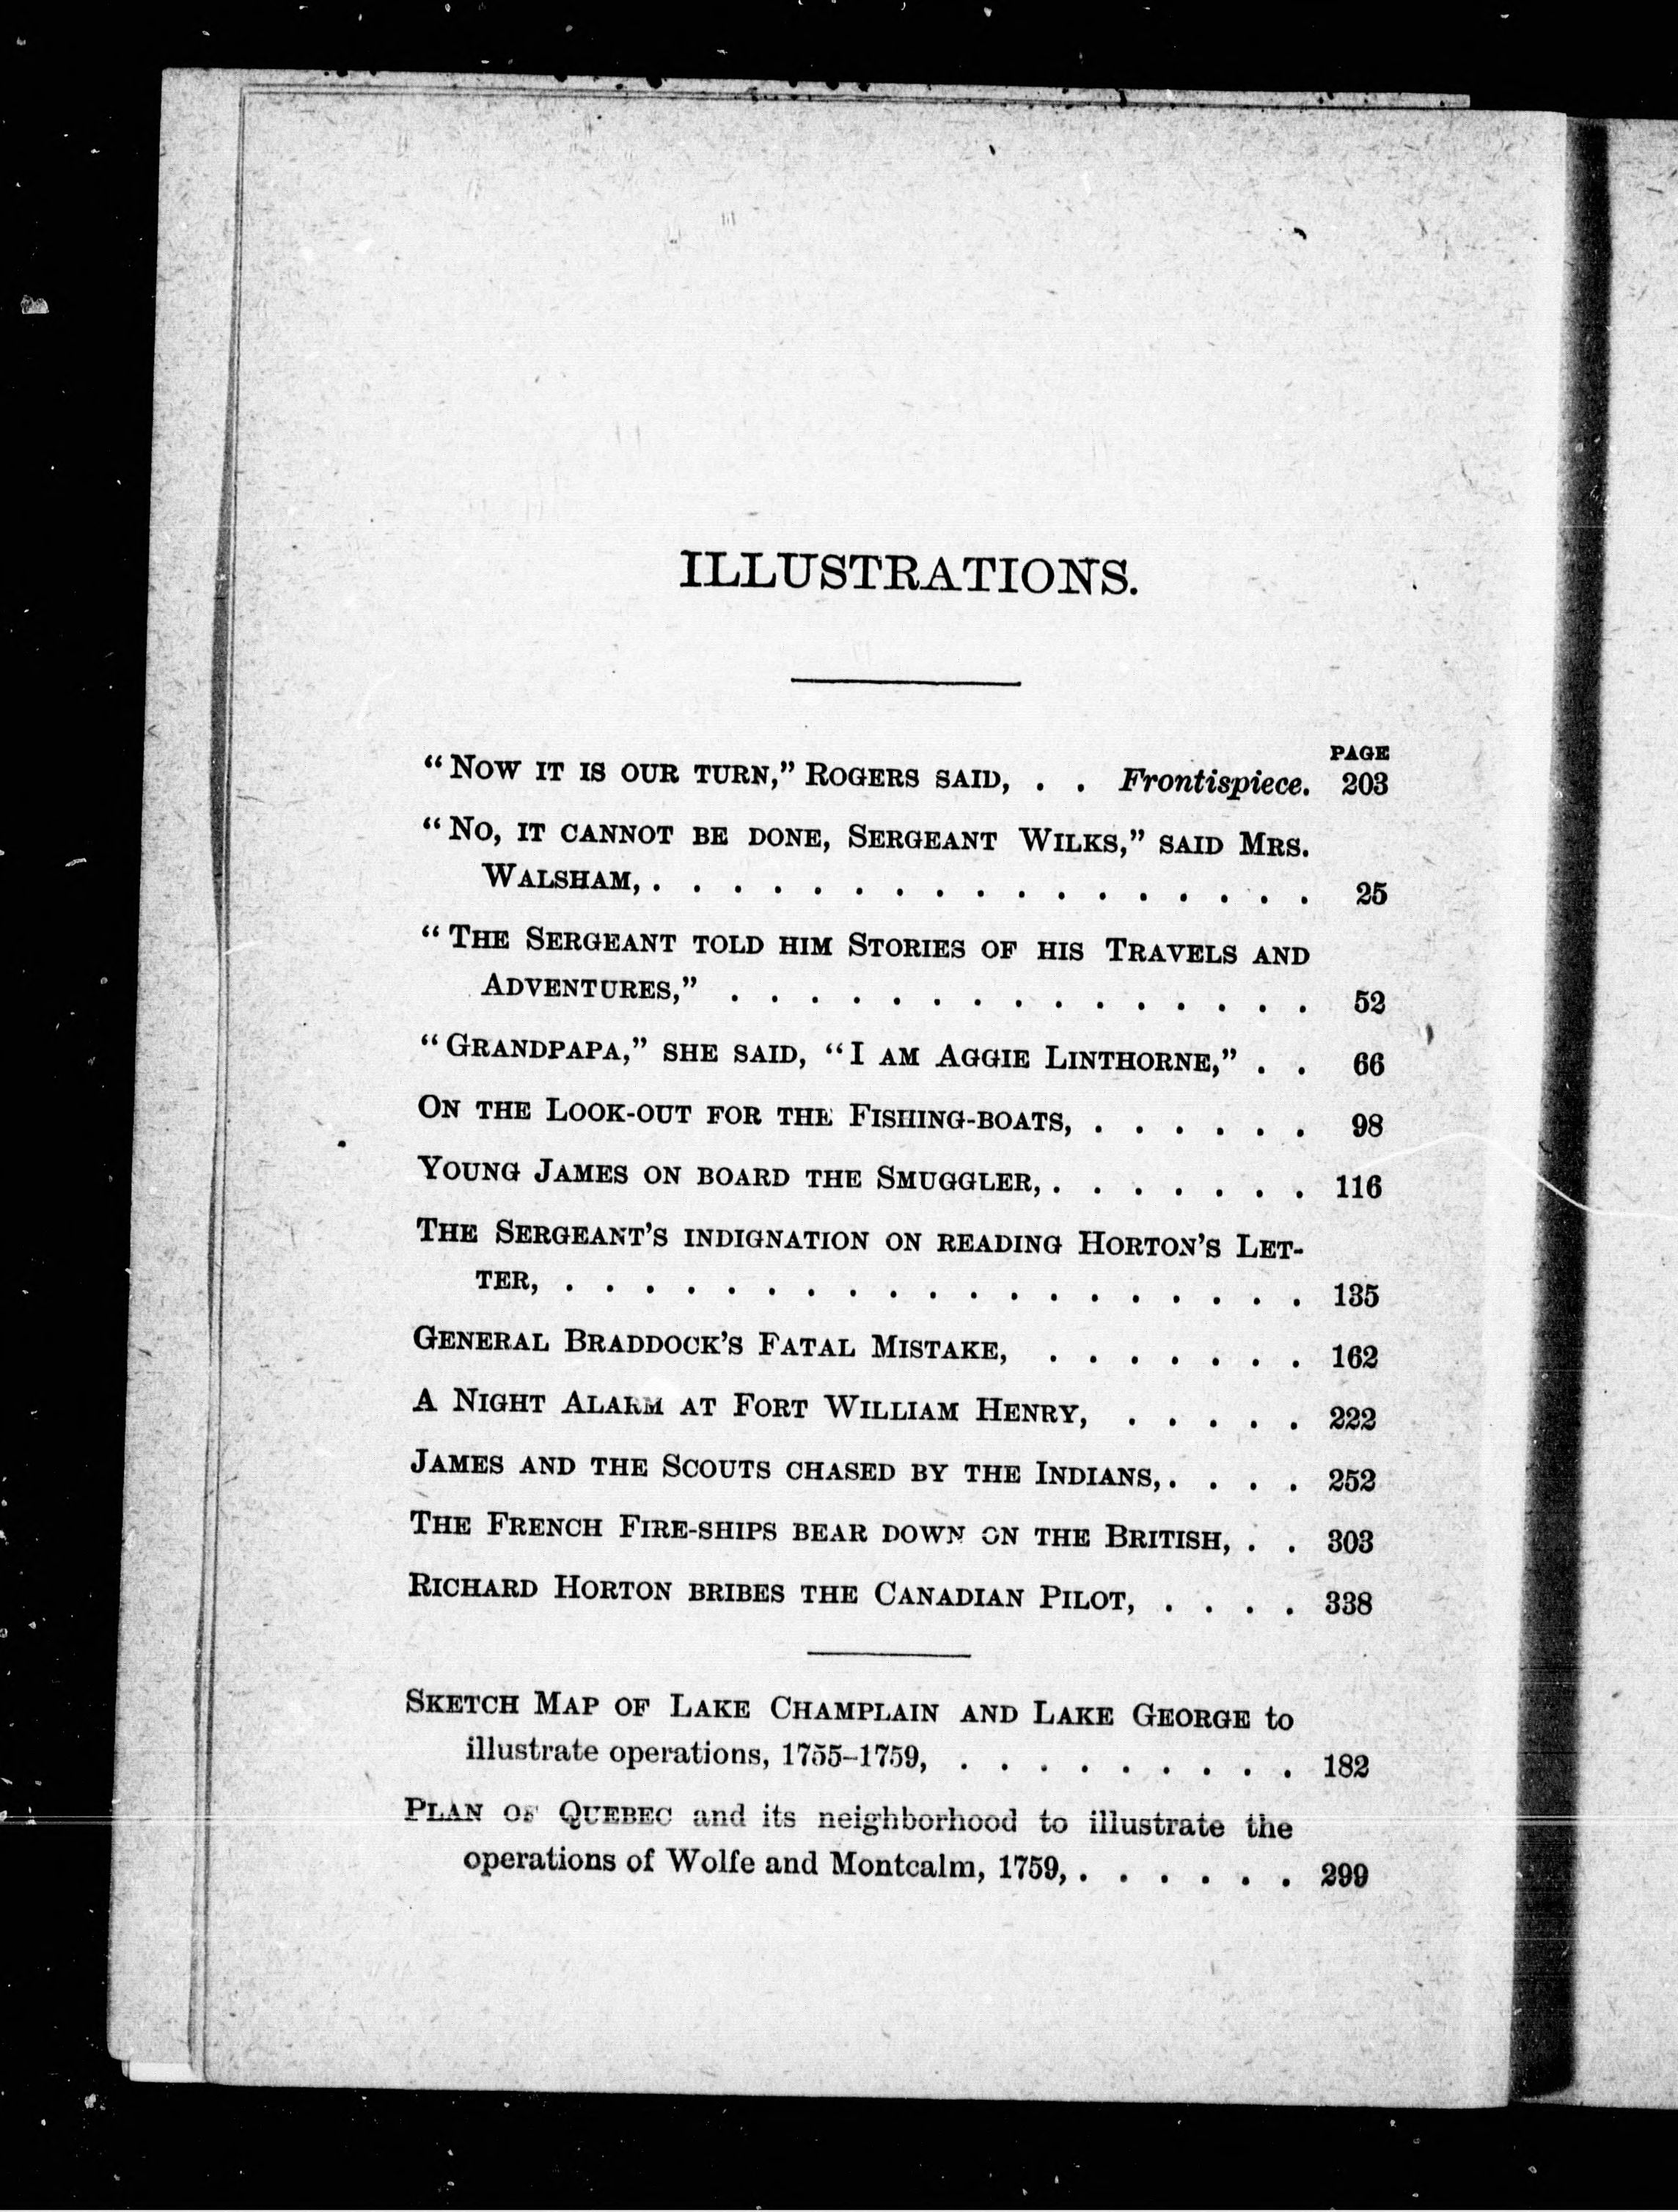 ILLUSTRATIONS.
PAGE
“Now it is our turn,” Rogers said, . . Frontispiece. 203
“No, it cannot be done, Sergeant Wilks,” said Mrs.
Walsham, . . . . . . . . . . . . . . . . . 25
“The Sergeant told him Stories of his Travels and
Adventures,” . . . . . . . . . . . . . . . 52
“Grandpapa,” she said, “I am Aggie Linthorne,” . . 66
On the Look-out for the Fishing-boats, . . . . . . 98
Young James on board the Smuggler, . . . . . . . 116
The Sergeant’s indignation on reading Horton’s Let-
ter, . . . . . . . . . . . . . . . . . . . 135
General Braddock’s Fatal Mistake, . . . . . . . 162
A Night Alarm at Fort William Henry, . . . . . 222
James and the Scouts chased by the Indians, . . . . 252
The French Fire-ships bear down on the British, . . 303
Richard Horton bribes the Canadian Pilot, . . . . 338
Sketch Map of Lake Champlain and Lake George to
illustrate operations, 1755–1759, . . . . . . . . . 182
Plan of Quebec and its neighborhood to illustrate the
operations of Wolfe and Montcalm, 1759, . . . . . . 299